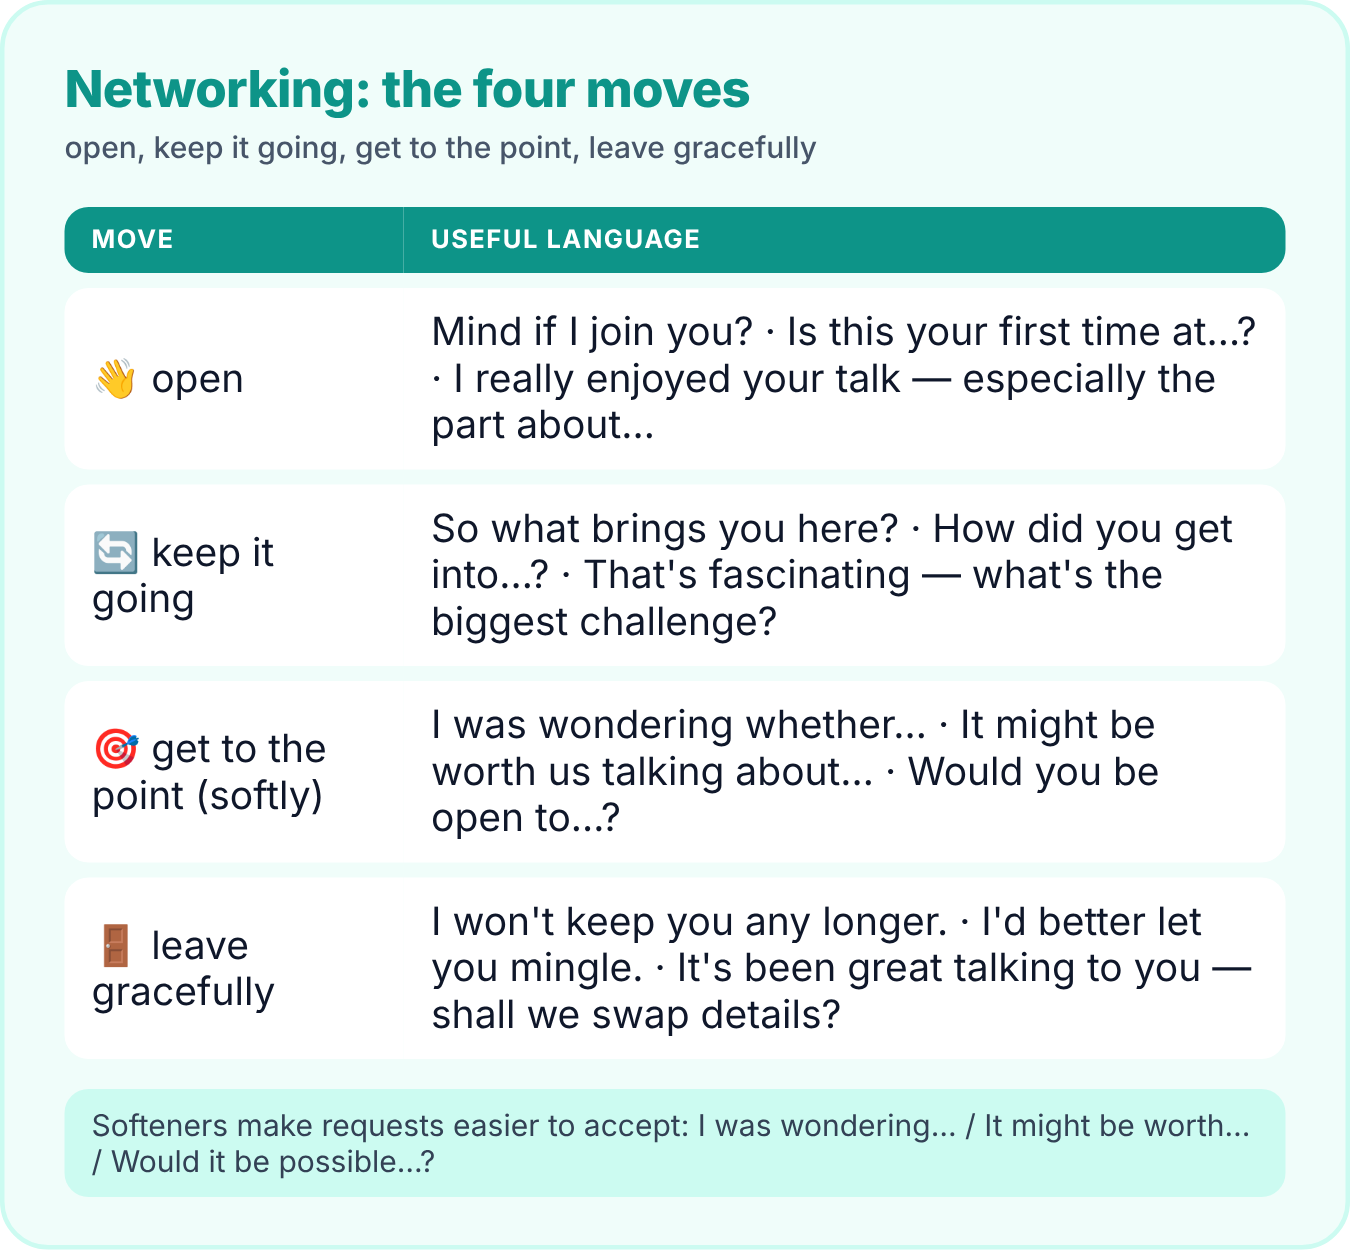 Networking: the four moves
open, keep it going, get to the point, leave gracefully
MOVE
USEFUL LANGUAGE
👋 open
Mind if I join you? · Is this your first time at...?
· I really enjoyed your talk — especially the
part about...
🔄 keep it
going
So what brings you here? · How did you get
into...? · That's fascinating — what's the
biggest challenge?
🎯 get to the
point (softly)
I was wondering whether... · It might be
worth us talking about... · Would you be
open to...?
🚪 leave
gracefully
I won't keep you any longer. · I'd better let
you mingle. · It's been great talking to you —
shall we swap details?
Softeners make requests easier to accept: I was wondering... / It might be worth...
/ Would it be possible...?